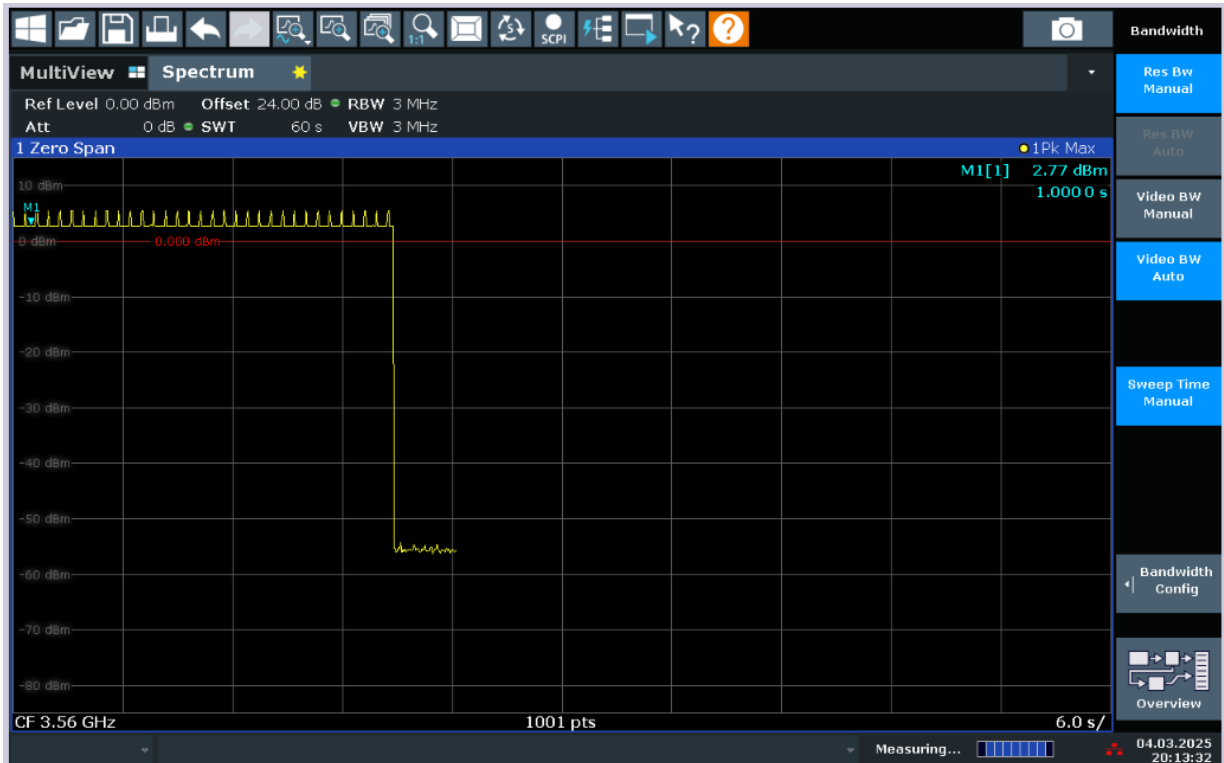 1:1
SCPI
?
?
Bandwidth
MultiView Spectrum
Ref Level 0.00 dBm Offset 24.00 dB RBW 3 MHz
Att 0 dB SWT 60 s VBW 3 MHz
1 Zero Span 1Pk Max
M1[1] 2.77 dBm
1.000 0 s
10 dBm
M1
0 dBm 0.000 dBm
-10 dBm
-20 dBm
-30 dBm
-40 dBm
-50 dBm
-60 dBm
-70 dBm
-80 dBm
CF 3.56 GHz 1001 pts 6.0 s/
Res Bw
Manual
Res BW
Auto
Video BW
Manual
Video BW
Auto
Sweep Time
Manual
Bandwidth
Config
Overview
Measuring...
04.03.2025
20:13:32